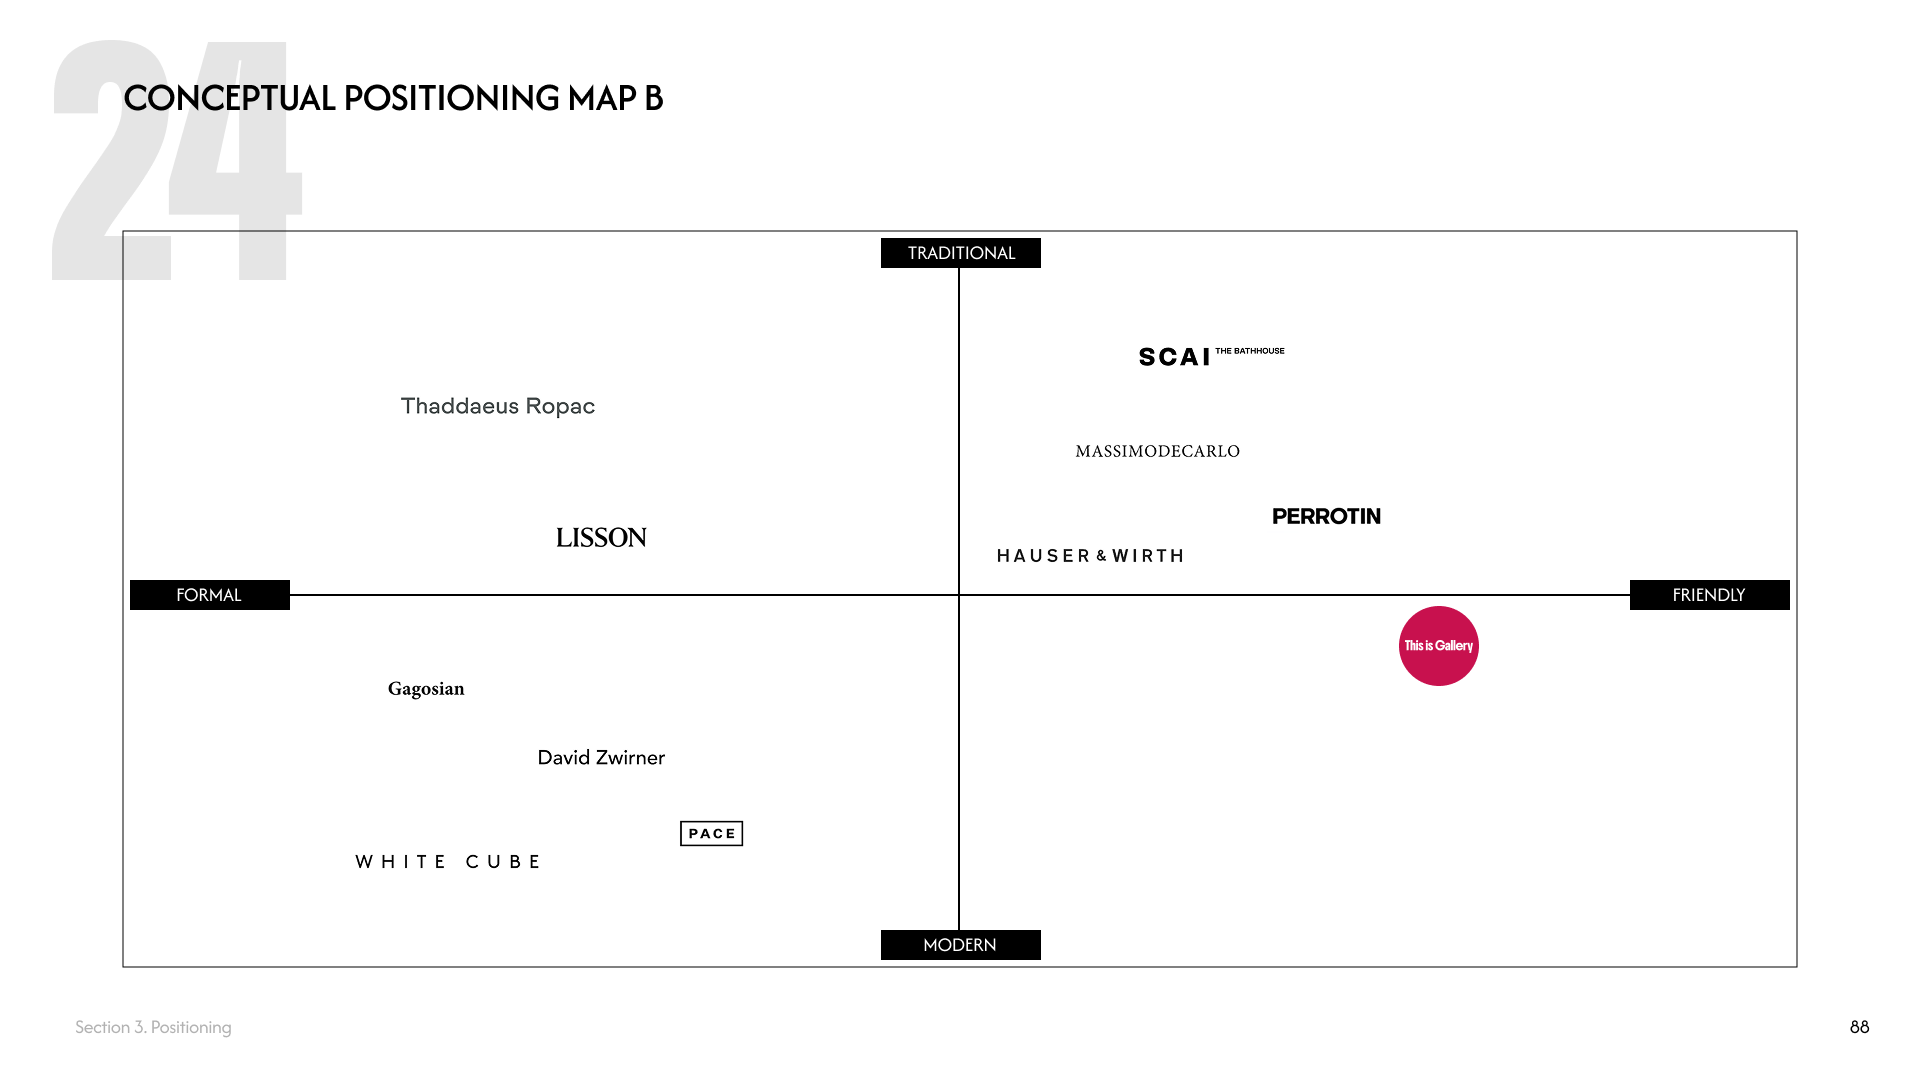 24
CONCEPTUAL POSITIONING MAP B
TRADITIONAL
SCAI THE BATHHOUSE
Thaddaeus Ropac
MASSIMODECARLO
PERROTIN
LISSON
HAUSER & WIRTH
FORMAL
FRIENDLY
This is Gallery
Gagosian
David Zwirner
PACE
WHITE CUBE
MODERN
Section 3. Positioning
88